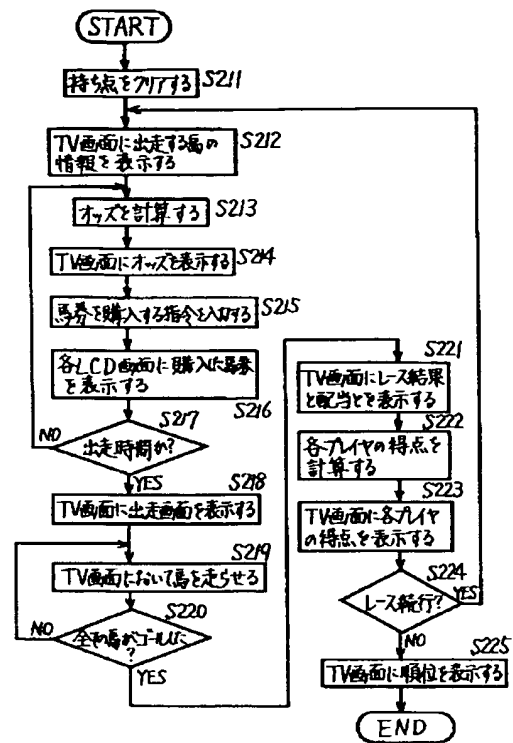 START
持ち点をクリアする
S211
TV画面に出走する馬の
情報を表示する
S212
オッズを計算する
S213
TV画面にオッズを表示する
S214
馬券を購入する指令を入力する
S215
各LCD画面に購入した馬券
を表示する
S216
出走時間か?
S217
NO
YES
S218
TV画面に出走画面を表示する
S219
TV画面において馬を走らせる
S220
全ての馬がゴールした
?
NO
YES
S221
TV画面にレース結果
と配当とを表示する
S222
各プレイヤの得点を
計算する
S223
TV画面に各プレイヤ
の得点を表示する
S224
レース続行?
YES
NO
S225
TV画面に順位を表示する
END